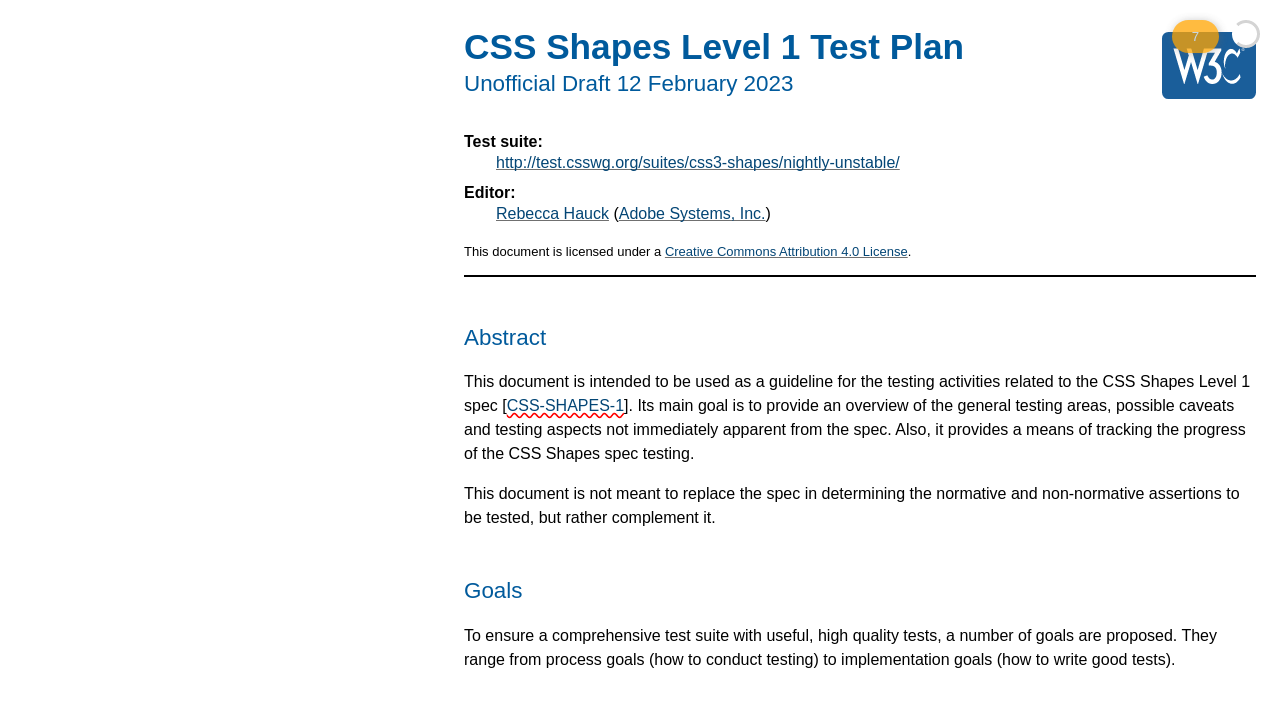 CSS Shapes Level 1 Test Plan
7
W3C
Unofficial Draft 12 February 2023
Test suite:
http://test.csswg.org/suites/css3-shapes/nightly-unstable/
Editor:
Rebecca Hauck (Adobe Systems, Inc.)
This document is licensed under a Creative Commons Attribution 4.0 License.
Abstract
This document is intended to be used as a guideline for the testing activities related to the CSS Shapes Level 1
spec [CSS-SHAPES-1]. Its main goal is to provide an overview of the general testing areas, possible caveats
and testing aspects not immediately apparent from the spec. Also, it provides a means of tracking the progress
of the CSS Shapes spec testing.
This document is not meant to replace the spec in determining the normative and non-normative assertions to
be tested, but rather complement it.
Goals
To ensure a comprehensive test suite with useful, high quality tests, a number of goals are proposed. They
range from process goals (how to conduct testing) to implementation goals (how to write good tests).